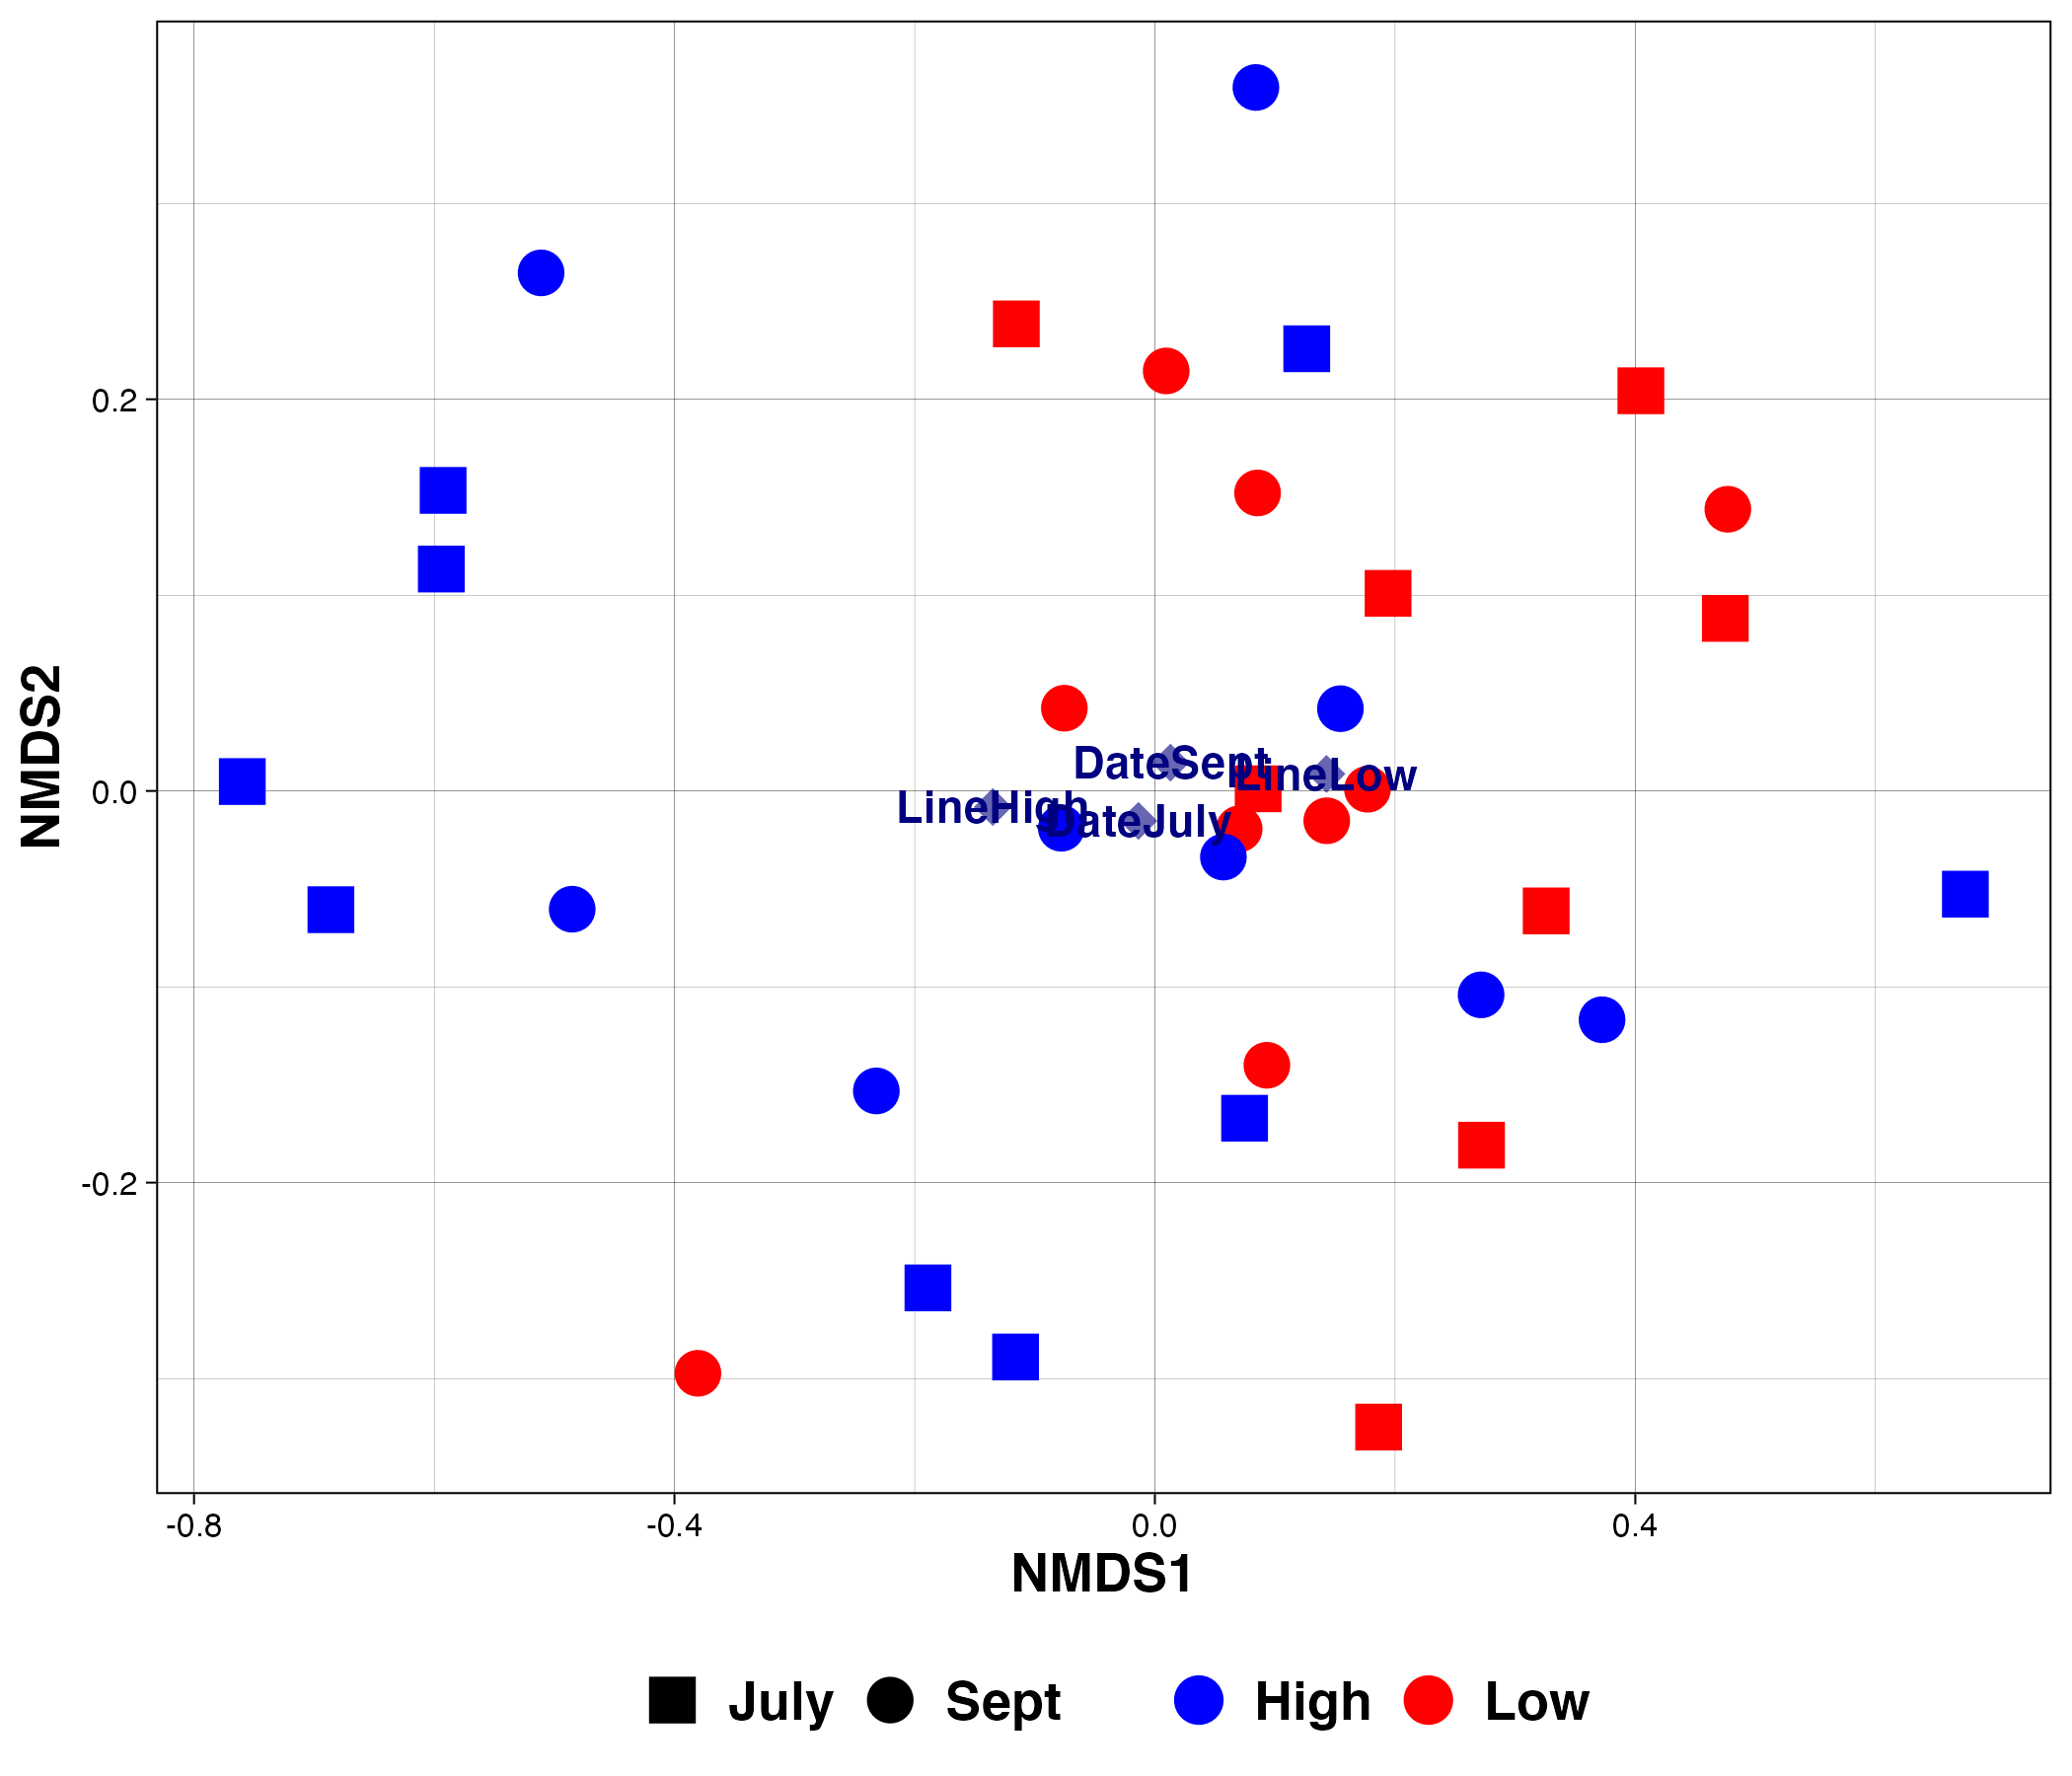 NMDS2
0.2
0.0
-0.2
DateSept
LineLow
LineHigh
DateJuly
-0.8 -0.4 0.0 0.4
NMDS1
July Sept High Low